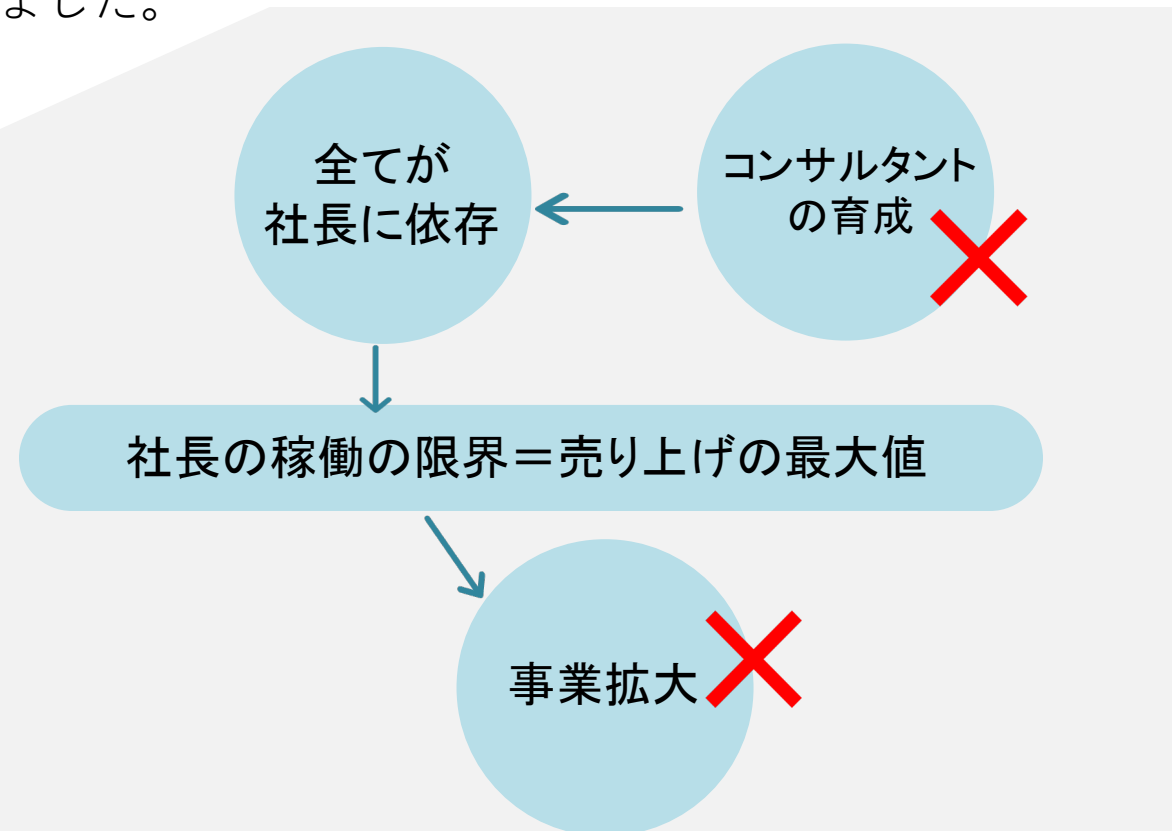 ました。
全てが
社長に依存
コンサルタント
の育成
社長の稼働の限界＝売り上げの最大値
事業拡大